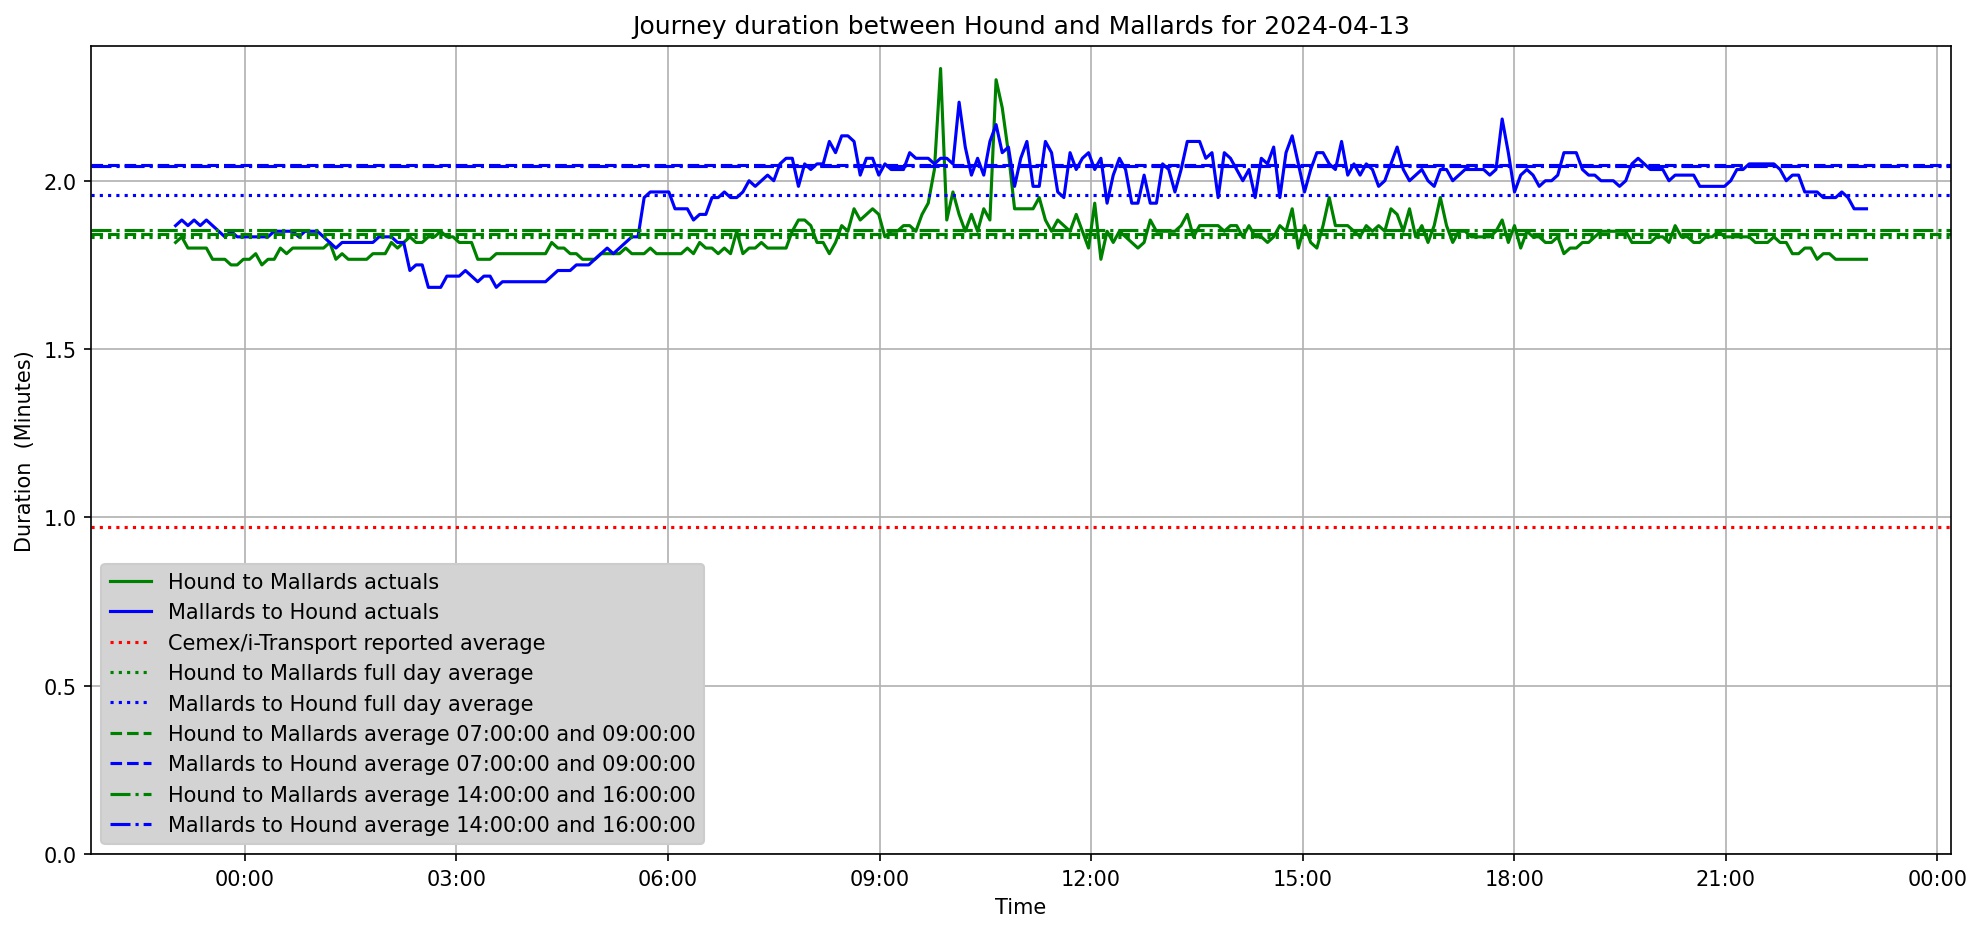 Journey duration between Hound and Mallards for 2024-04-13
Duration  (Minutes)
2.0
1.5
1.0
0.5
0.0
Hound to Mallards actuals
Mallards to Hound actuals
Cemex/i-Transport reported average
Hound to Mallards full day average
Mallards to Hound full day average
Hound to Mallards average 07:00:00 and 09:00:00
Mallards to Hound average 07:00:00 and 09:00:00
Hound to Mallards average 14:00:00 and 16:00:00
Mallards to Hound average 14:00:00 and 16:00:00
00:00 03:00 06:00 09:00 12:00 15:00 18:00 21:00 00:00
Time